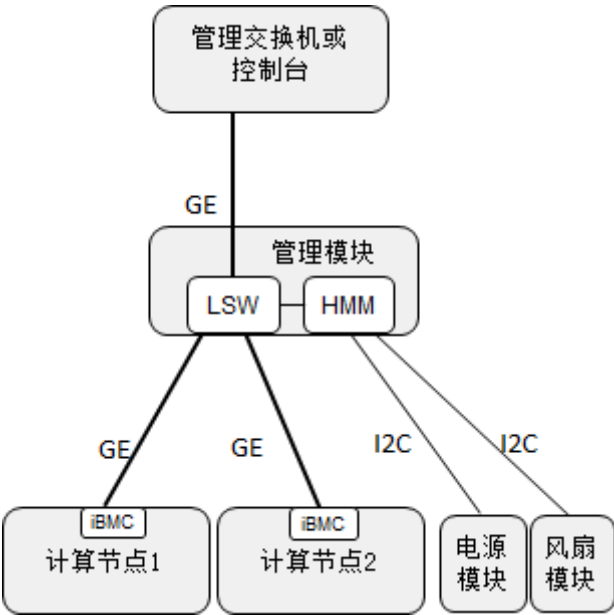 管理交换机或
控制台
GE
管理模块
LSW
HMM
GE
GE
I2C
I2C
iBMC
iBMC
计算节点1
计算节点2
电源
模块
风扇
模块